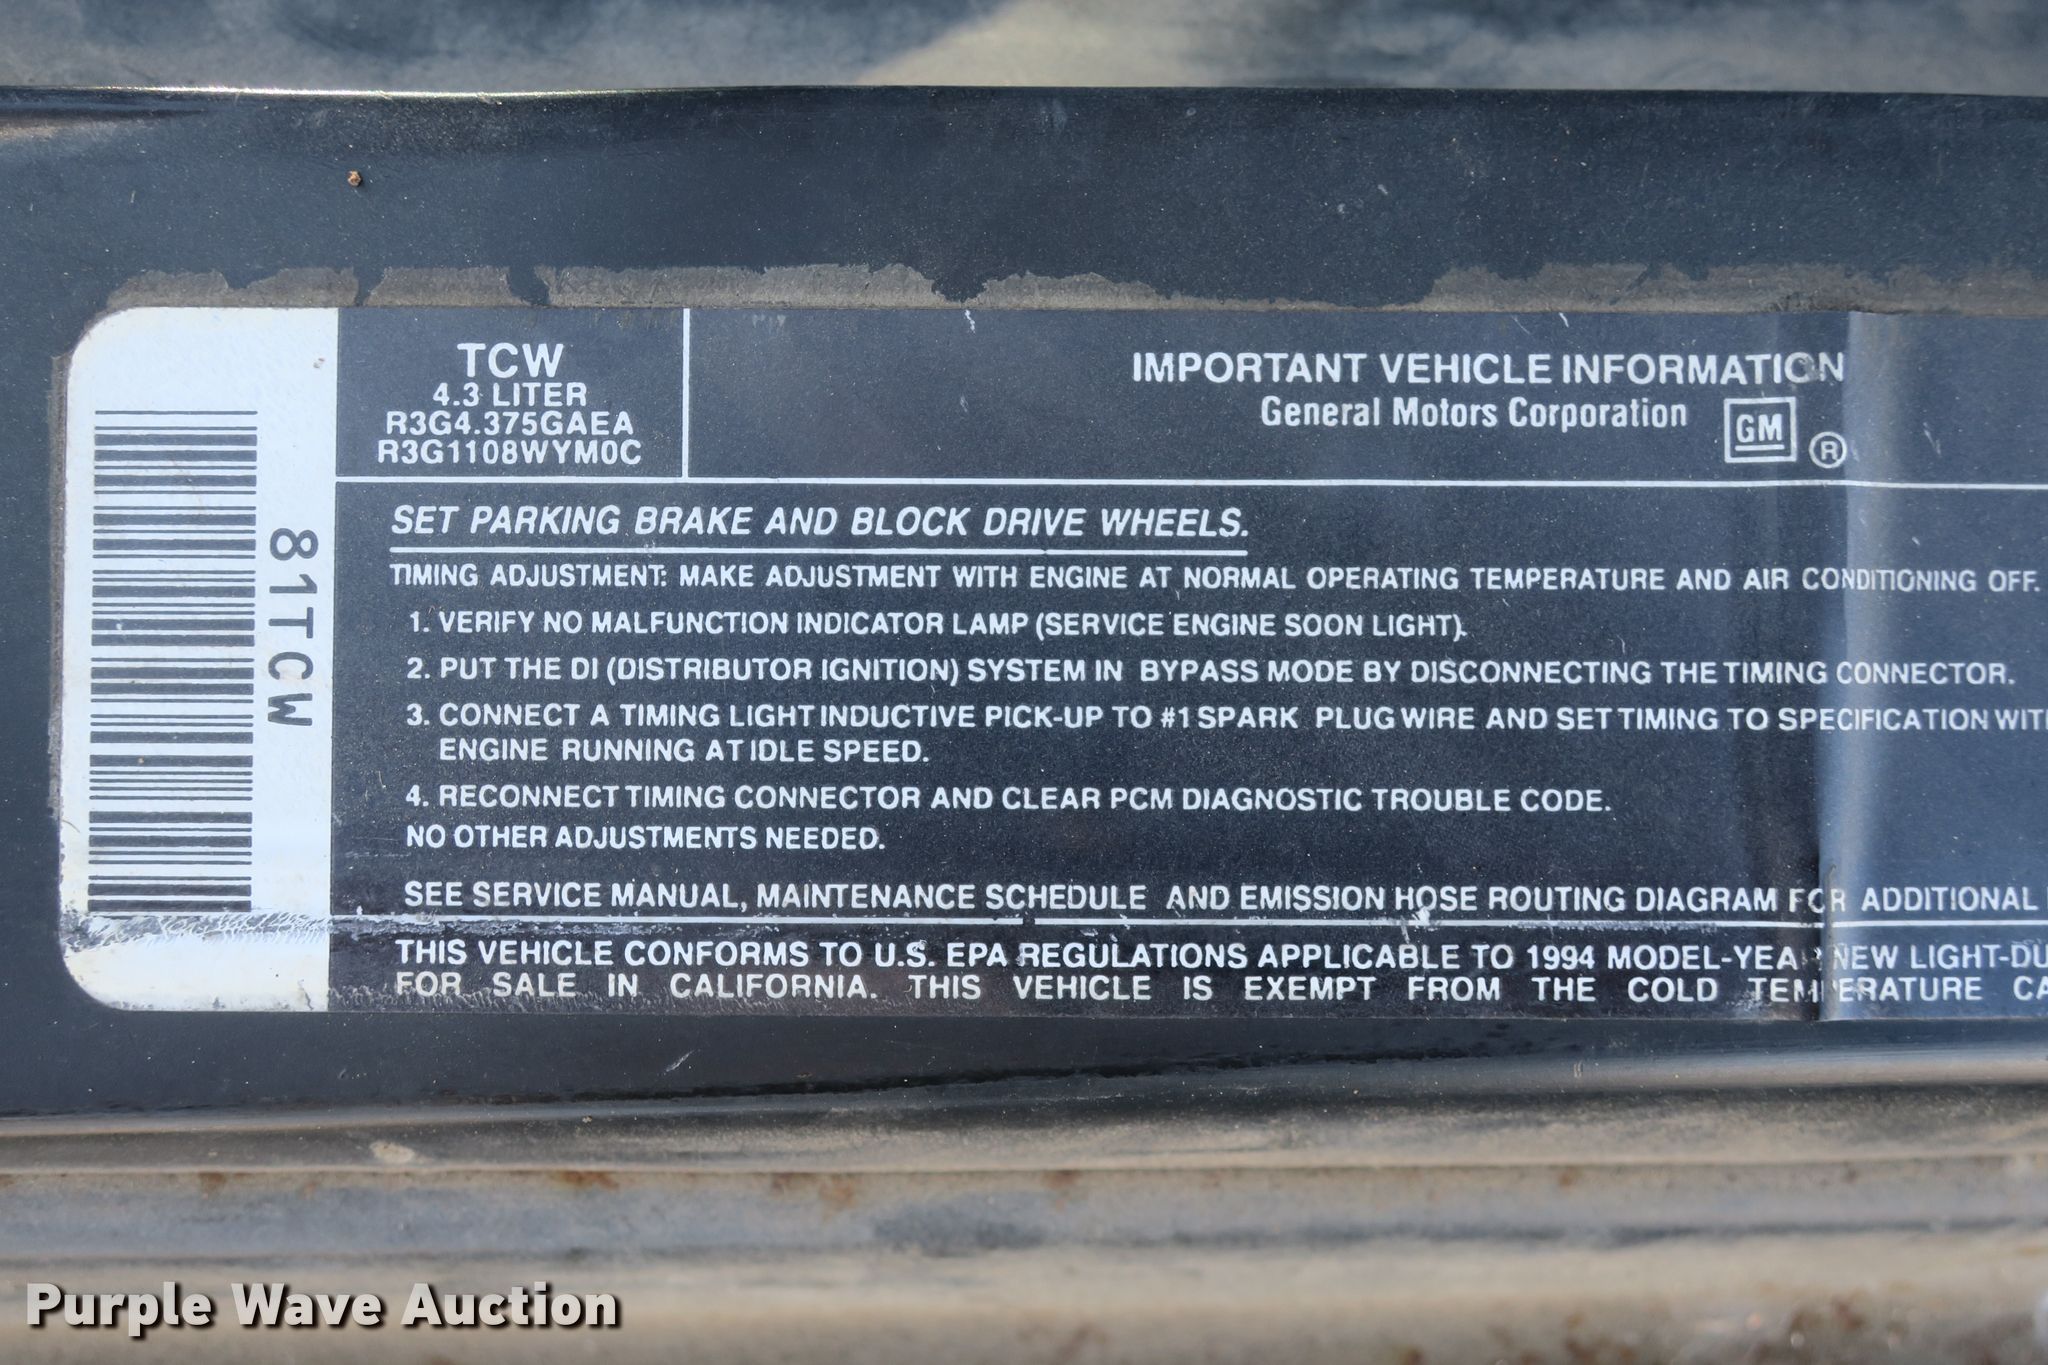 81TCW
TCW
4.3 LITER
R3G4.375GAEA
R3G1108WYM0C
IMPORTANT VEHICLE INFORMATION
General Motors Corporation
GM
®
SET PARKING BRAKE AND BLOCK DRIVE WHEELS.
TIMING ADJUSTMENT: MAKE ADJUSTMENT WITH ENGINE AT NORMAL OPERATING TEMPERATURE AND AIR CONDITIONING OFF.
1. VERIFY NO MALFUNCTION INDICATOR LAMP (SERVICE ENGINE SOON LIGHT).
2. PUT THE DI (DISTRIBUTOR IGNITION) SYSTEM IN BYPASS MODE BY DISCONNECTING THE TIMING CONNECTOR.
3. CONNECT A TIMING LIGHT INDUCTIVE PICK-UP TO #1 SPARK PLUG WIRE AND SET TIMING TO SPECIFICATION WIT
ENGINE RUNNING AT IDLE SPEED.
4. RECONNECT TIMING CONNECTOR AND CLEAR PCM DIAGNOSTIC TROUBLE CODE.
NO OTHER ADJUSTMENTS NEEDED.
SEE SERVICE MANUAL, MAINTENANCE SCHEDULE AND EMISSION HOSE ROUTING DIAGRAM FOR ADDITIONAL
THIS VEHICLE CONFORMS TO U.S. EPA REGULATIONS APPLICABLE TO 1994 MODEL-YEAR NEW LIGHT-DU
FOR SALE IN CALIFORNIA. THIS VEHICLE IS EXEMPT FROM THE COLD TEMPERATURE CA
Purple Wave Auction